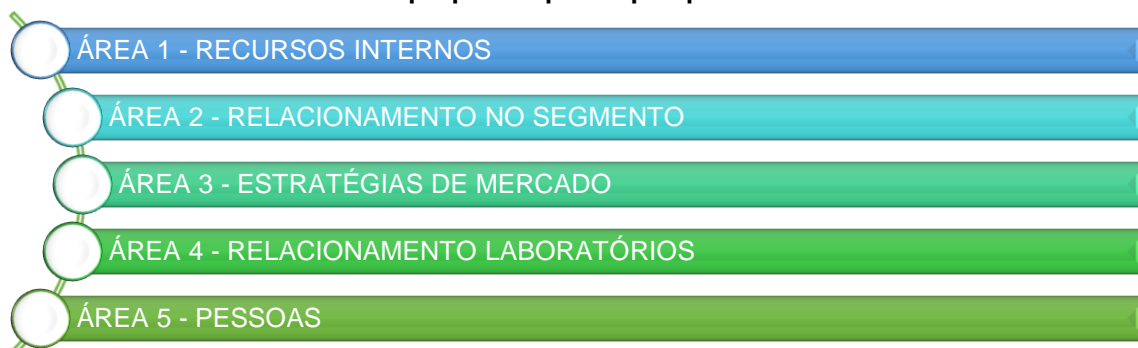 ÁREA 1 - RECURSOS INTERNOS
ÁREA 2 - RELACIONAMENTO NO SEGMENTO
ÁREA 3 - ESTRATÉGIAS DE MERCADO
ÁREA 4 - RELACIONAMENTO LABORATÓRIOS
ÁREA 5 - PESSOAS